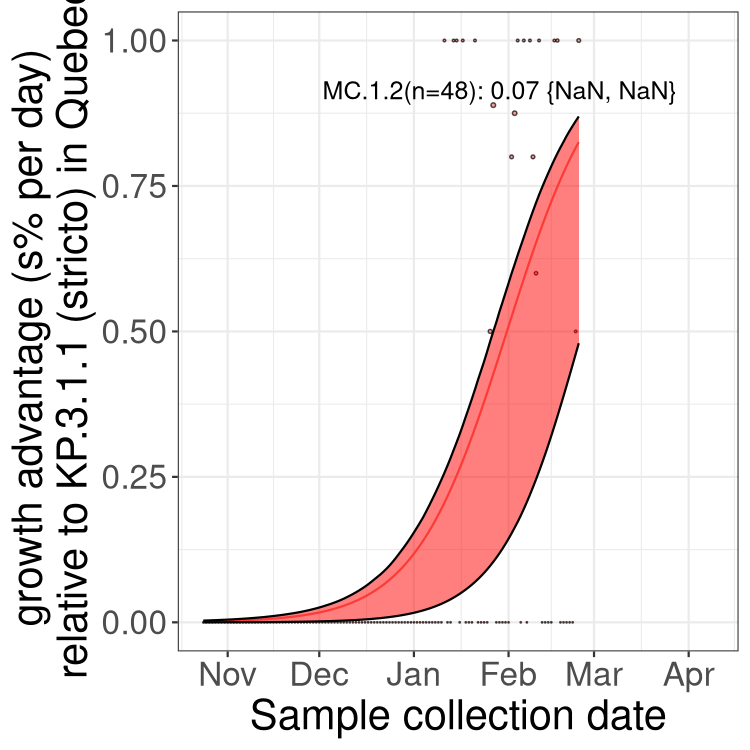 growth advantage (s% per day)
relative to KP.3.1.1 (stricto) in Quebec
1.00
0.75
0.50
0.25
0.00
MC.1.2(n=48): 0.07 {NaN, NaN}
Nov Dec Jan Feb Mar Apr
Sample collection date